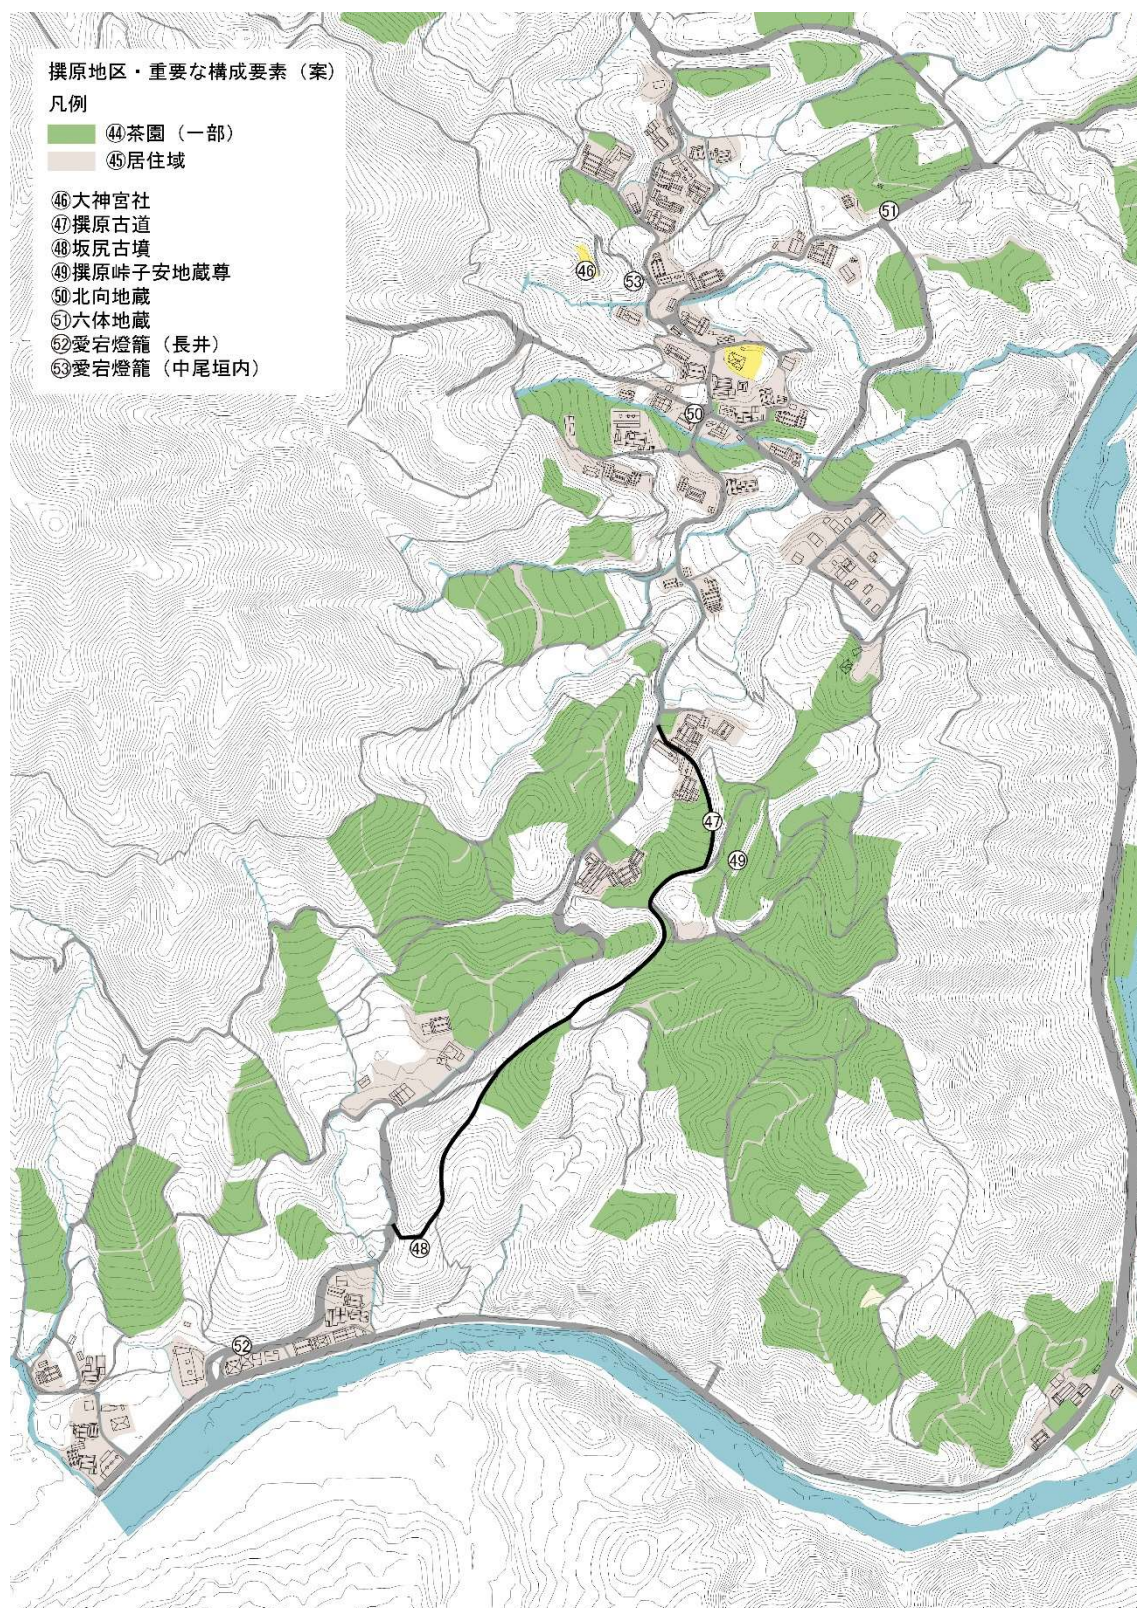 撰原地区・重要な構成要素(案)
凡例
㊹茶園(一部)
㊺居住域
㊻大神宮社
㊼撰原古道
㊽坂尻古墳
㊾撰原峠子安地蔵尊
㊿北向地蔵
51六体地蔵
52愛宕燈籠(長井)
53愛宕燈籠(中尾垣内)
51
㊻
53
㊿
㊼
㊾
㊽
52